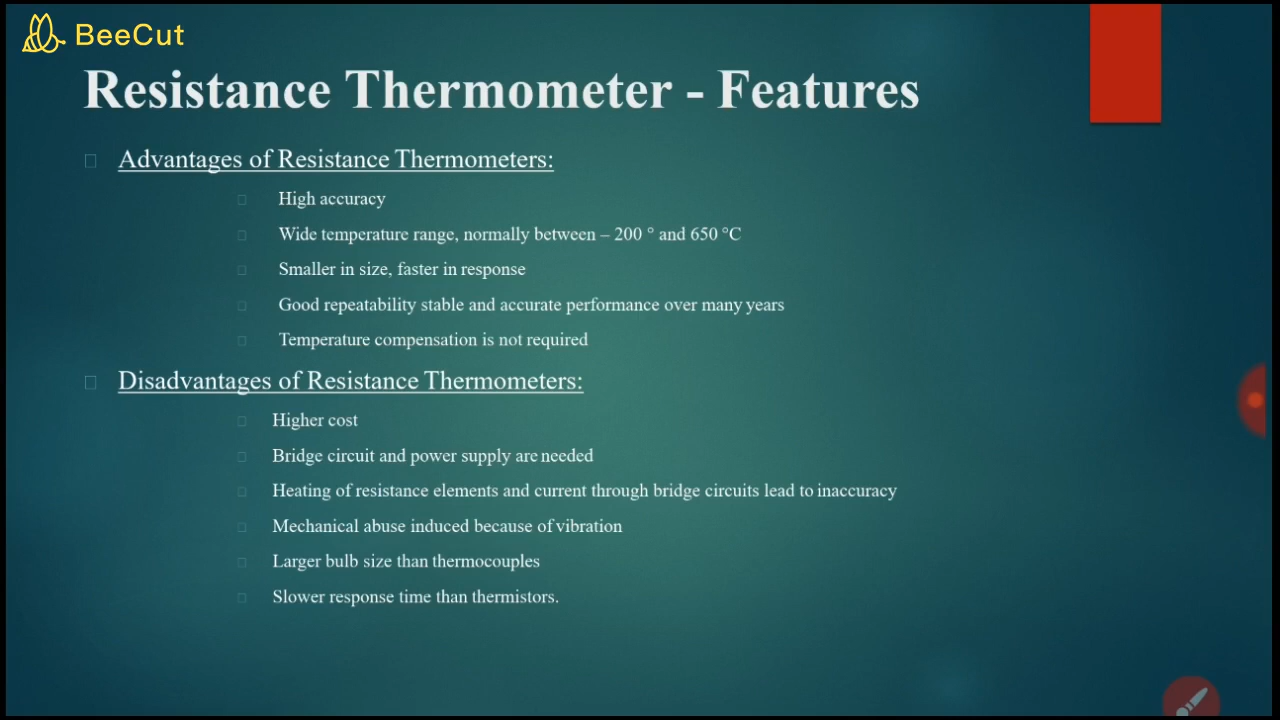 BeeCut
Resistance Thermometer - Features
Advantages of Resistance Thermometers:
High accuracy
Wide temperature range, normally between – 200 ° and 650 °C
Smaller in size, faster in response
Good repeatability stable and accurate performance over many years
Temperature compensation is not required
Disadvantages of Resistance Thermometers:
Higher cost
Bridge circuit and power supply are needed
Heating of resistance elements and current through bridge circuits lead to inaccuracy
Mechanical abuse induced because of vibration
Larger bulb size than thermocouples
Slower response time than thermistors.